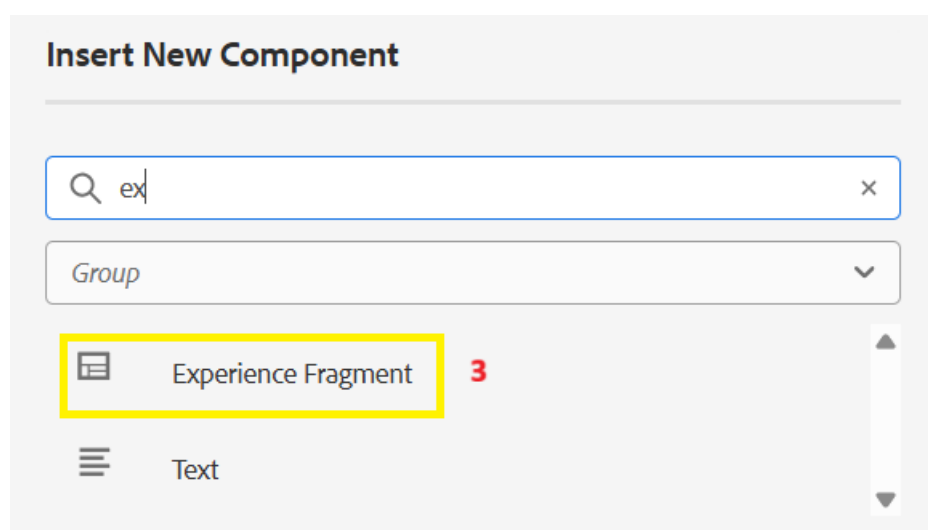 Insert New Component
ex
Group
Experience Fragment 3
Text